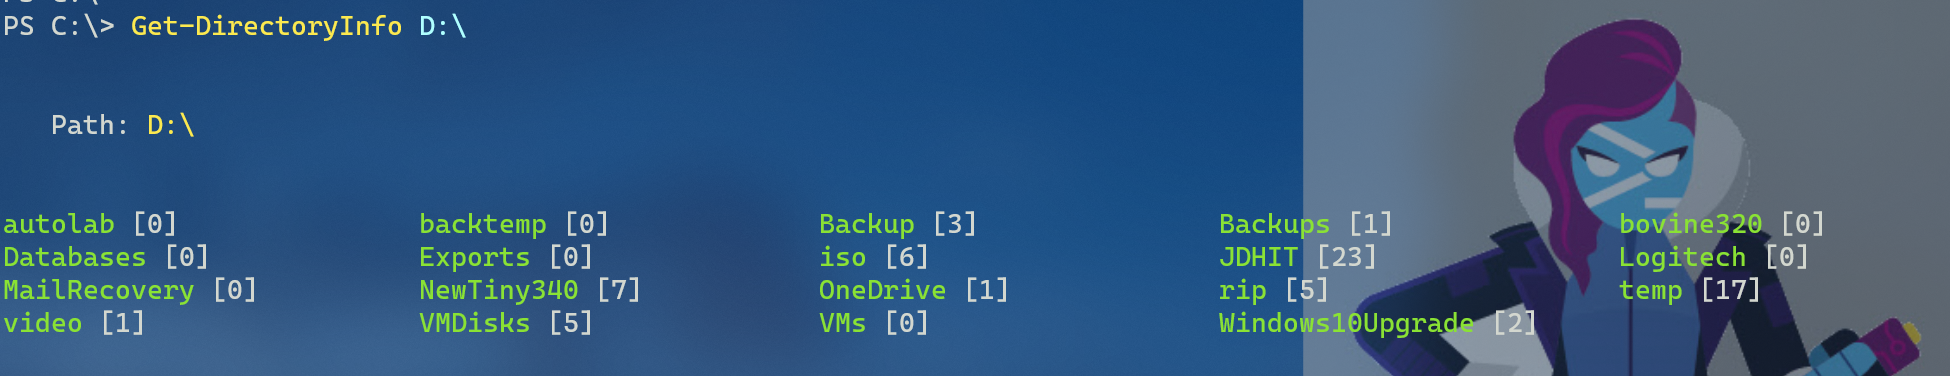 PS C:\> Get-DirectoryInfo D:\
Path: D:\
autolab [0] backtemp [0] Backup [3] Backups [1] bovine320 [0]
Databases [0] Exports [0] iso [6] JDHIT [23] Logitech [0]
MailRecovery [0] NewTiny340 [7] OneDrive [1] rip [5] temp [17]
video [1] VMDisks [5] VMs [0] Windows10Upgrade [2]